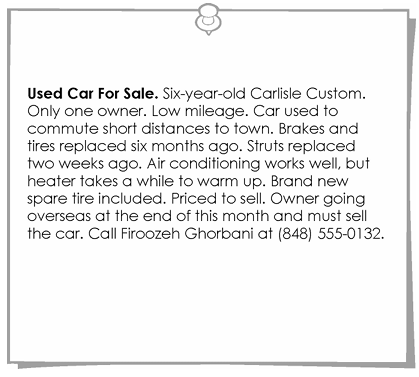 Used Car For Sale. Six-year-old Carlisle Custom.
Only one owner. Low mileage. Car used to
commute short distances to town. Brakes and
tires replaced six months ago. Struts replaced
two weeks ago. Air conditioning works well, but
heater takes a while to warm up. Brand new
spare tire included. Priced to sell. Owner going
overseas at the end of this month and must sell
the car. Call Firoozeh Ghorbani at (848) 555-0132.